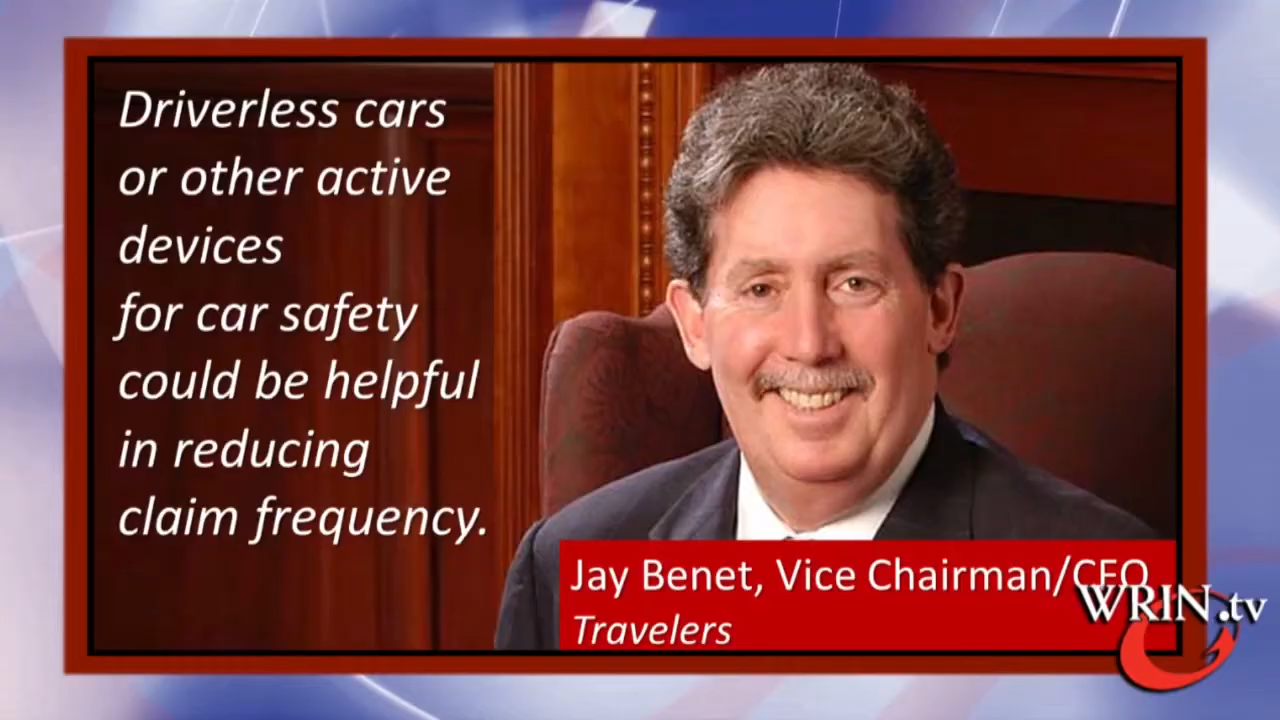 Driverless cars
or other active
devices
for car safety
could be helpful
in reducing
claim frequency.
Jay Benet, Vice Chairman/CFO
Travelers
WRIN.tv